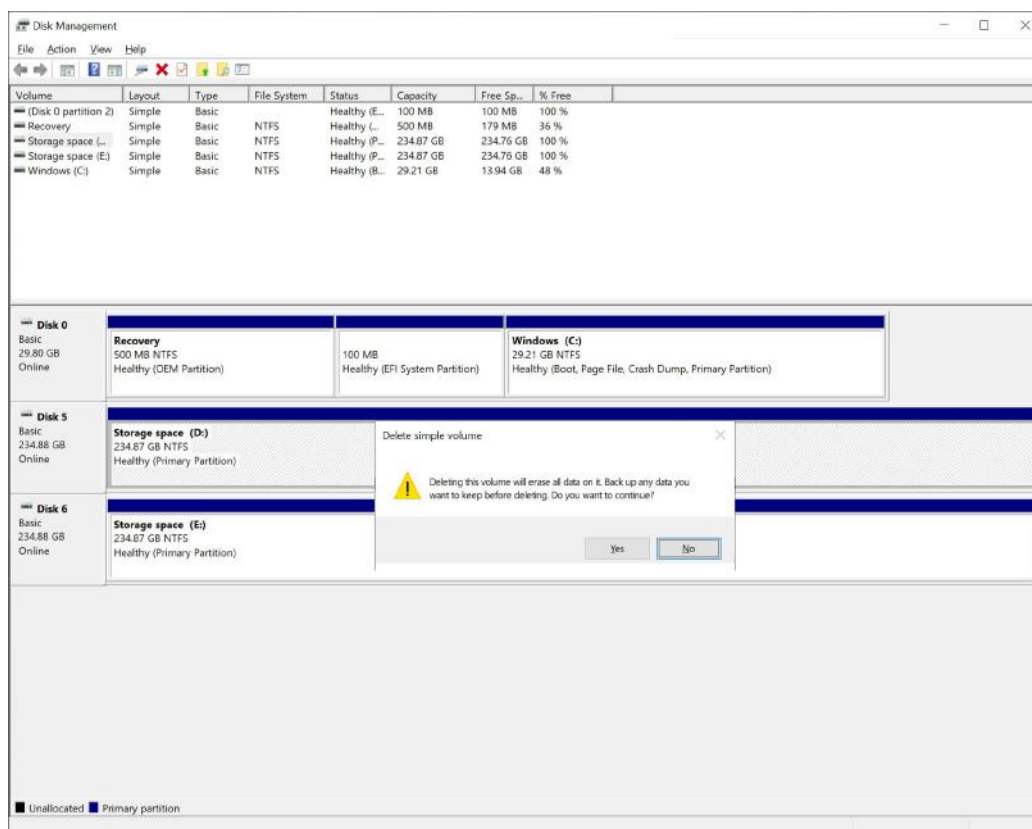 Disk Management
File Action View Help
Volume Layout Type File System Status Capacity Free Sp... % Free
(Disk 0 partition 2) Simple Basic Healthy (E... 100 MB 100 MB 100 %
Recovery Simple Basic NTFS Healthy (... 500 MB 179 MB 36 %
Storage space (... Simple Basic NTFS Healthy (P... 234.87 GB 234.76 GB 100 %
Storage space (E:) Simple Basic NTFS Healthy (P... 234.87 GB 234.76 GB 100 %
Windows (C:) Simple Basic NTFS Healthy (B... 29.21 GB 13.94 GB 48 %
Disk 0
Basic
29.80 GB
Online
Recovery
500 MB NTFS
Healthy (OEM Partition)
100 MB
Healthy (EFI System Partition)
Windows (C:)
29.21 GB NTFS
Healthy (Boot, Page File, Crash Dump, Primary Partition)
Disk 5
Basic
234.88 GB
Online
Storage space (D:)
234.87 GB NTFS
Healthy (Primary Partition)
Delete simple volume
Deleting this volume will erase all data on it. Back up any data you
want to keep before deleting. Do you want to continue?
Yes No
Disk 6
Basic
234.88 GB
Online
Storage space (E:)
234.87 GB NTFS
Healthy (Primary Partition)
Unallocated Primary partition